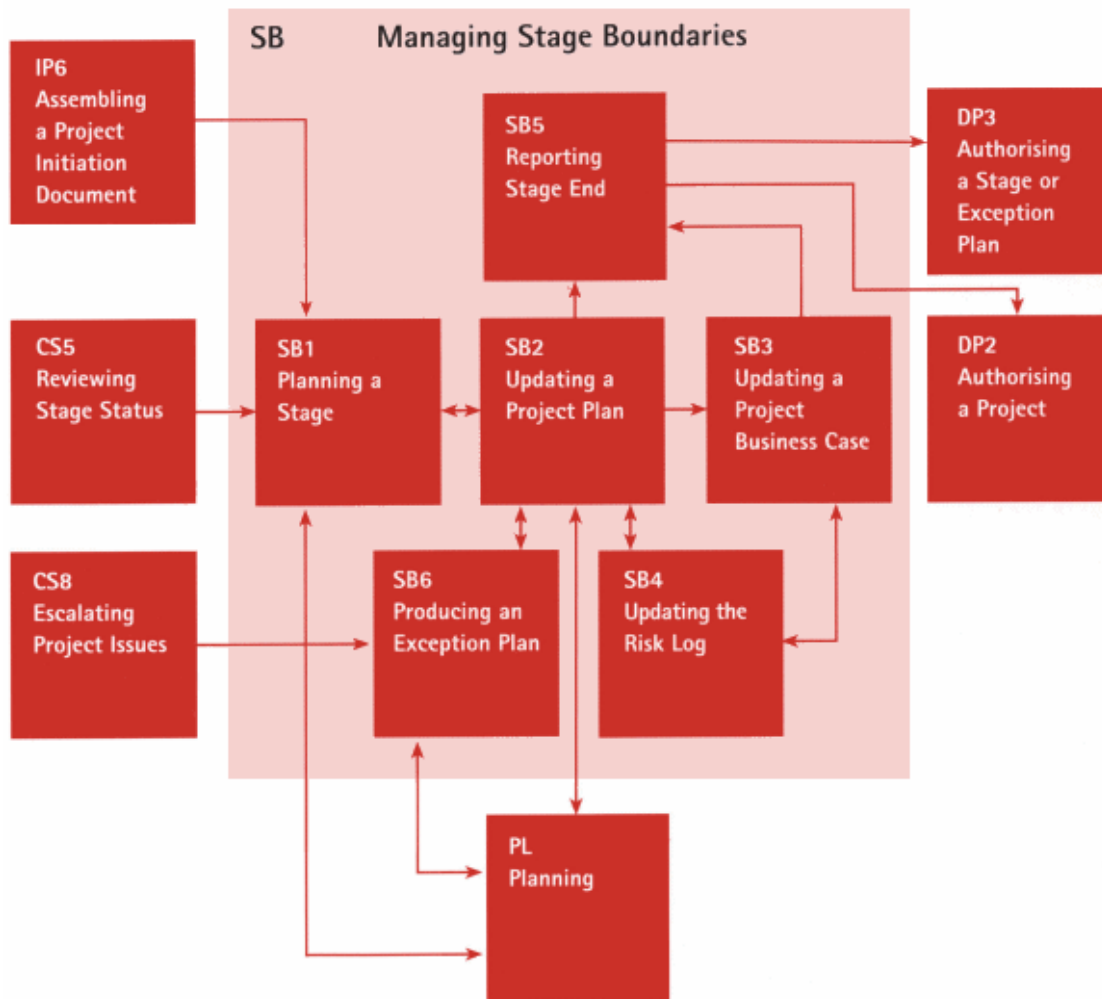 SB Managing Stage Boundaries
IP6
Assembling
a Project
Initiation
Document
SB5
Reporting
Stage End
DP3
Authorising
a Stage or
Exception
Plan
CS5
Reviewing
Stage Status
SB1
Planning a
Stage
SB2
Updating a
Project Plan
SB3
Updating a
Project
Business Case
DP2
Authorising
a Project
CS8
Escalating
Project Issues
SB6
Producing an
Exception Plan
SB4
Updating the
Risk Log
PL
Planning